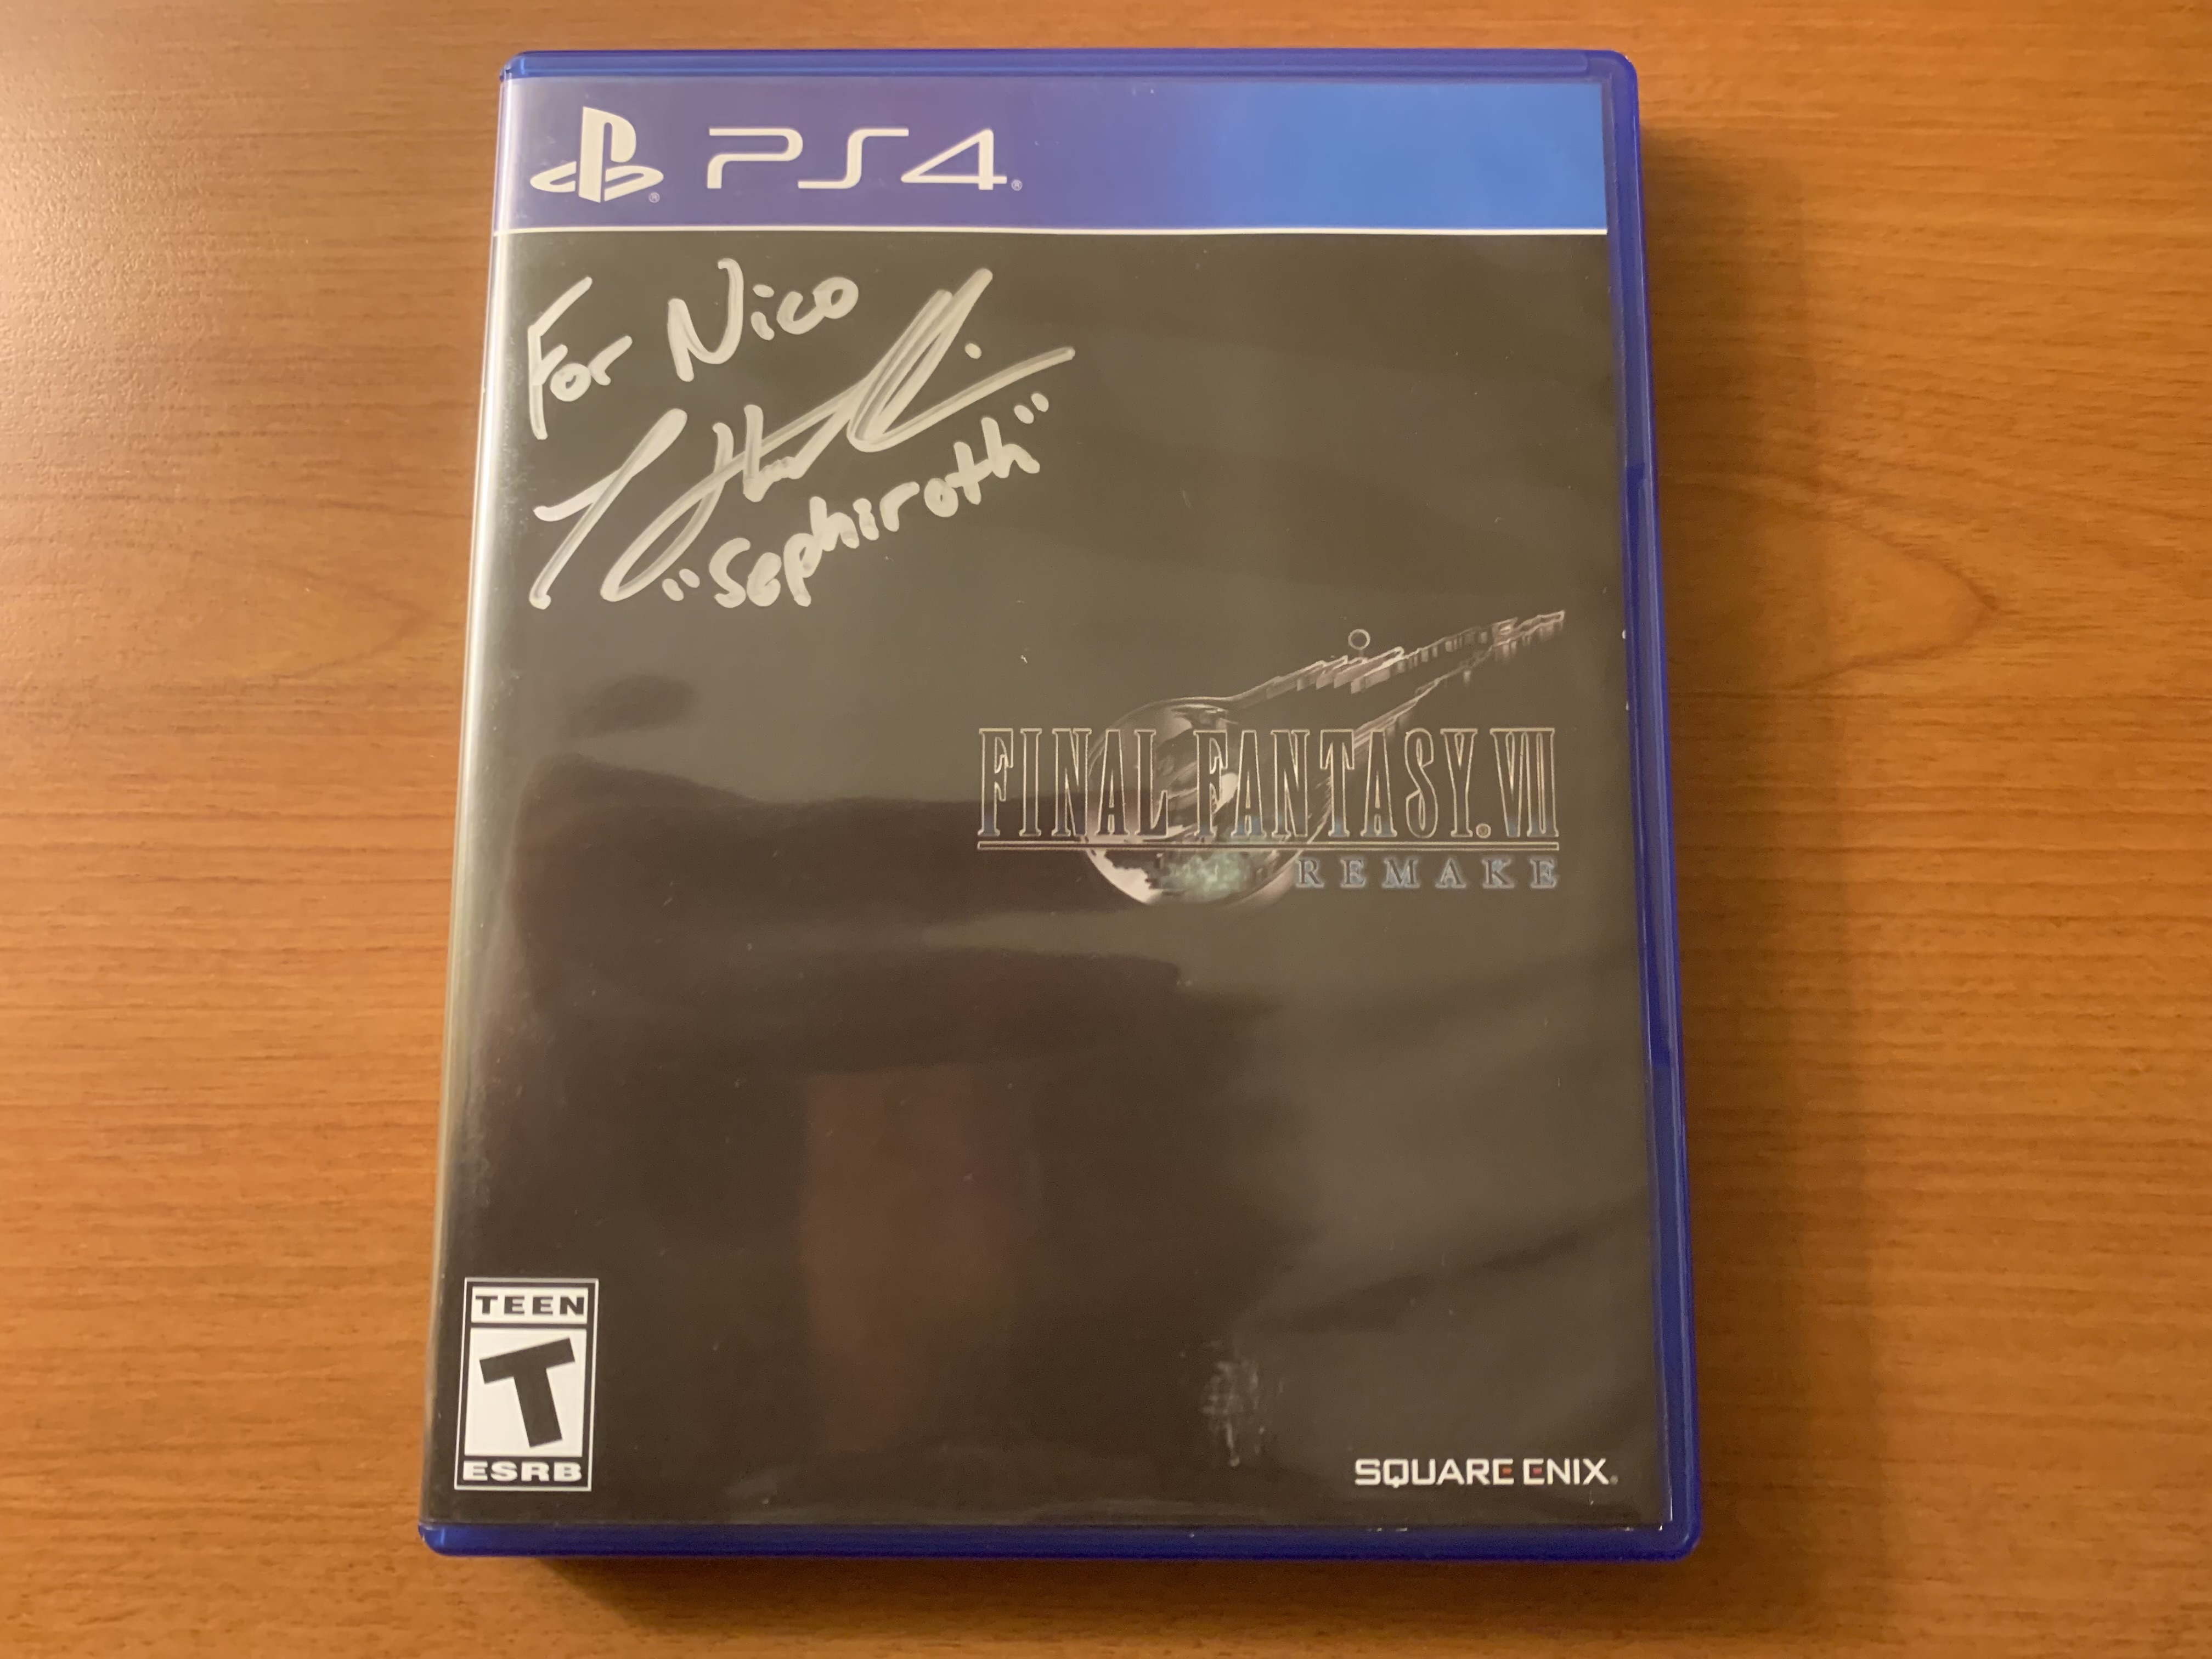 PS4
For Nico
"Sephiroth"
FINAL FANTASY. VII
REMAKE
TEEN
T
ESRB
SQUARE ENIX